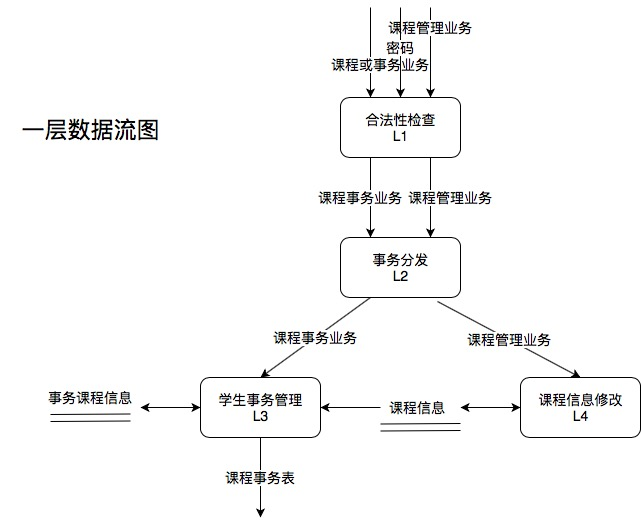 课程管理业务
密码
课程或事务业务
合法性检查
L1
一层数据流图
课程事务业务
课程管理业务
事务分发
L2
课程事务业务
课程管理业务
事务课程信息
学生事务管理
L3
课程信息
课程信息修改
L4
课程事务表